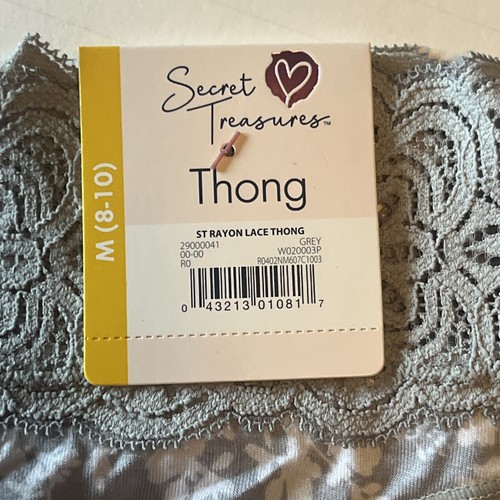 Secret
Treasures™
Thong
M (8-10)
ST RAYON LACE THONG
29000041 GREY
00-00 W020003P
R0 R0402NM607C1003
0 43213 01081 7